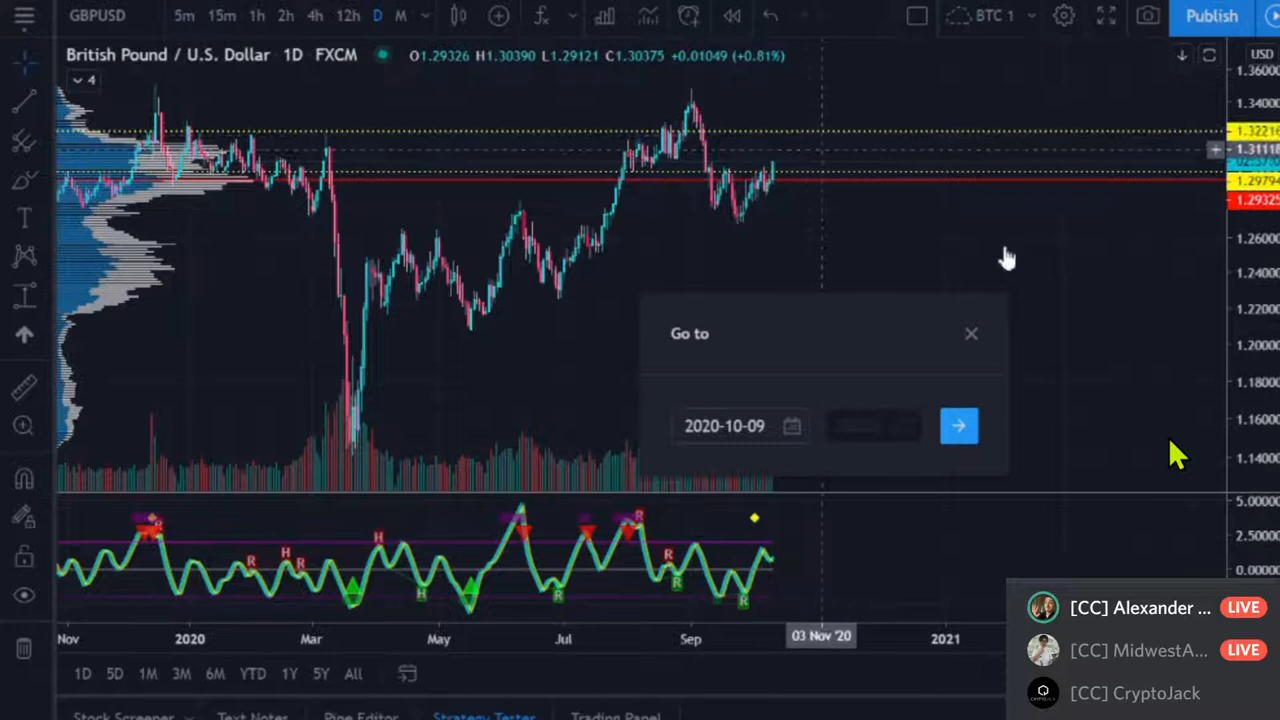 GBPUSD 5m 15m 1h 2h 4h 12h D M BTC 1 Publish
British Pound / U.S. Dollar 1D FXCM O1.29326 H1.30390 L1.29121 C1.30375 +0.01049 (+0.81%) USD
4
1.36000
1.34000
1.32216
1.31118
1.29794
1.29325
1.26000
1.24000
1.22000
1.20000
1.18000
1.16000
1.14000
Go to
2020-10-09
5.00000
2.50000
0.00000
R H R H H R R R R R R
Nov 2020 Mar May Jul Sep 03 Nov '20 2021
1D 5D 1M 3M 6M YTD 1Y 5Y All
Stock Screener Text Notes Pine Editor Strategy Tester Trading Panel
[CC] Alexander ... LIVE
[CC] MidwestA... LIVE
[CC] CryptoJack